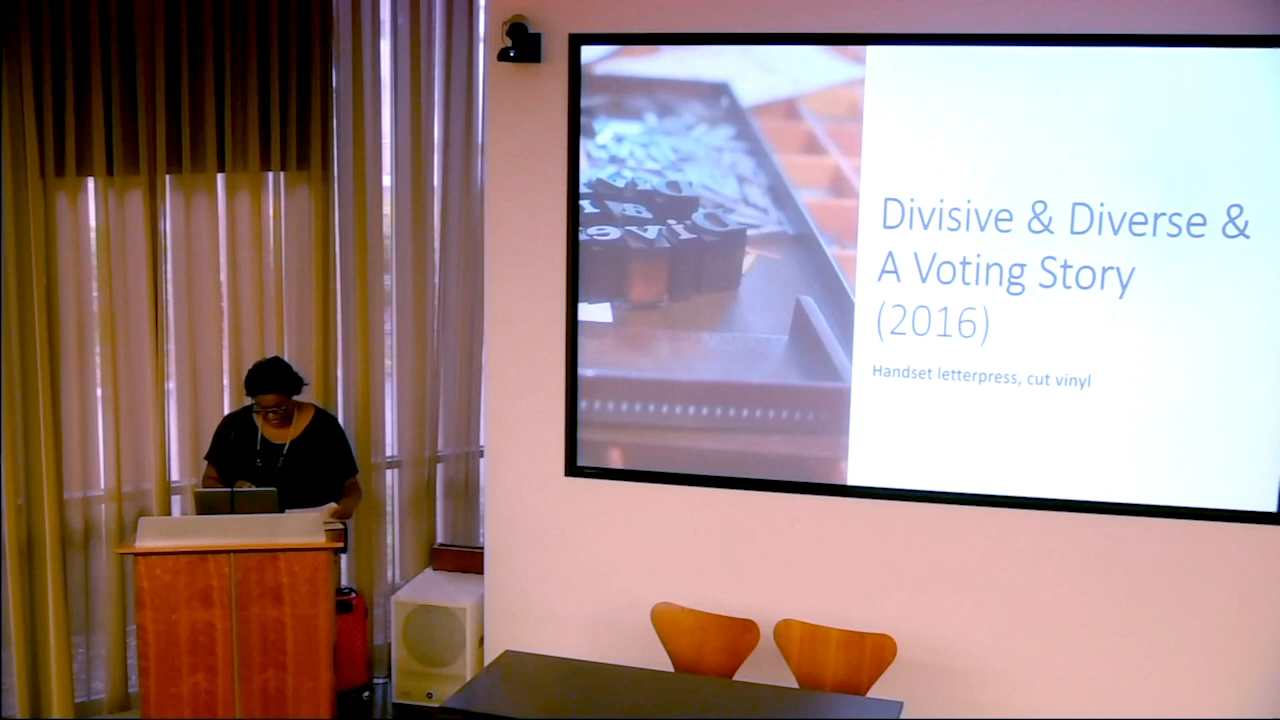 Divisive & Diverse &
A Voting Story
(2016)
Handset letterpress, cut vinyl